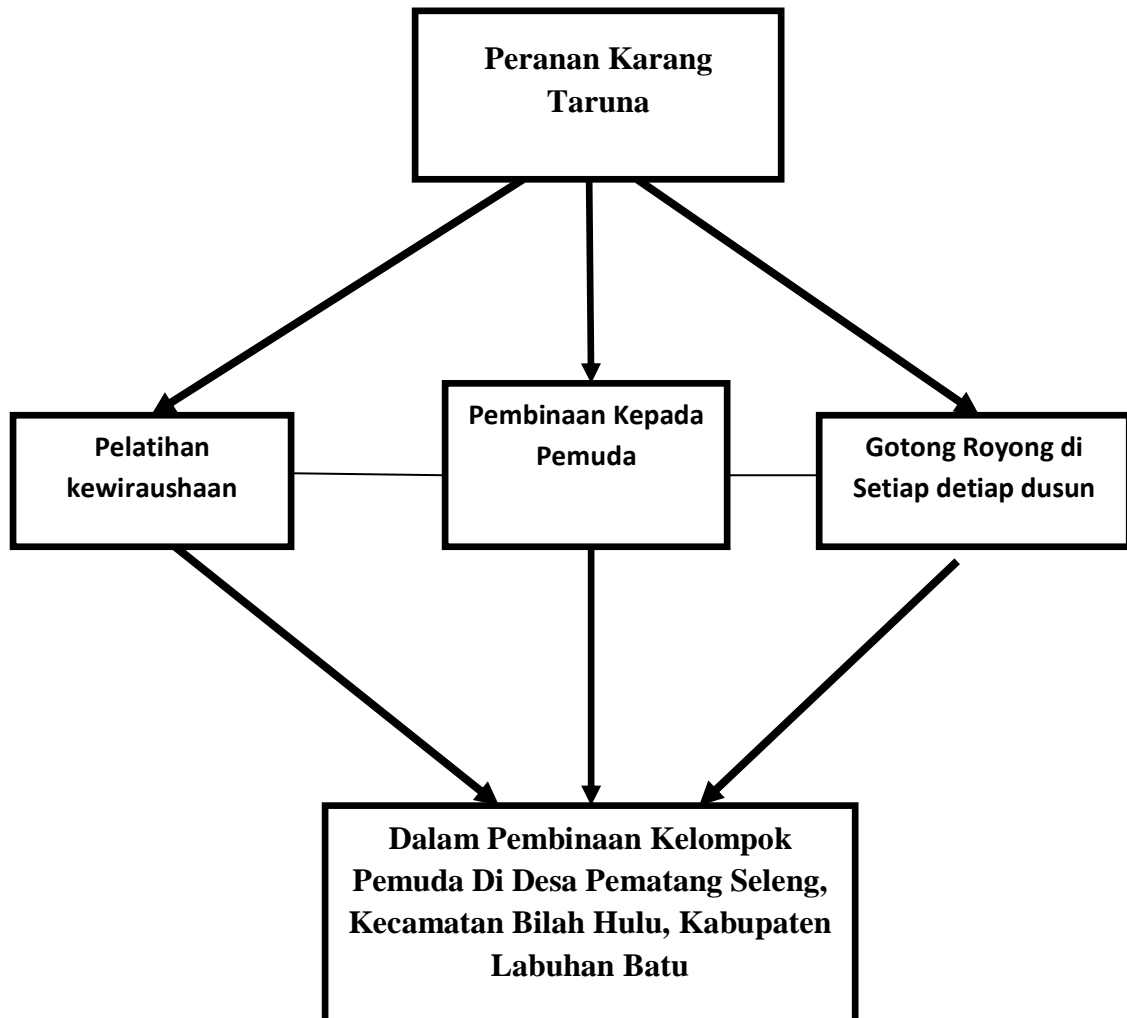 Peranan Karang
Taruna
Pelatihan
kewiraushaan
Pembinaan Kepada
Pemuda
Gotong Royong di
Setiap detiap dusun
Dalam Pembinaan Kelompok
Pemuda Di Desa Pematang Seleng,
Kecamatan Bilah Hulu, Kabupaten
Labuhan Batu